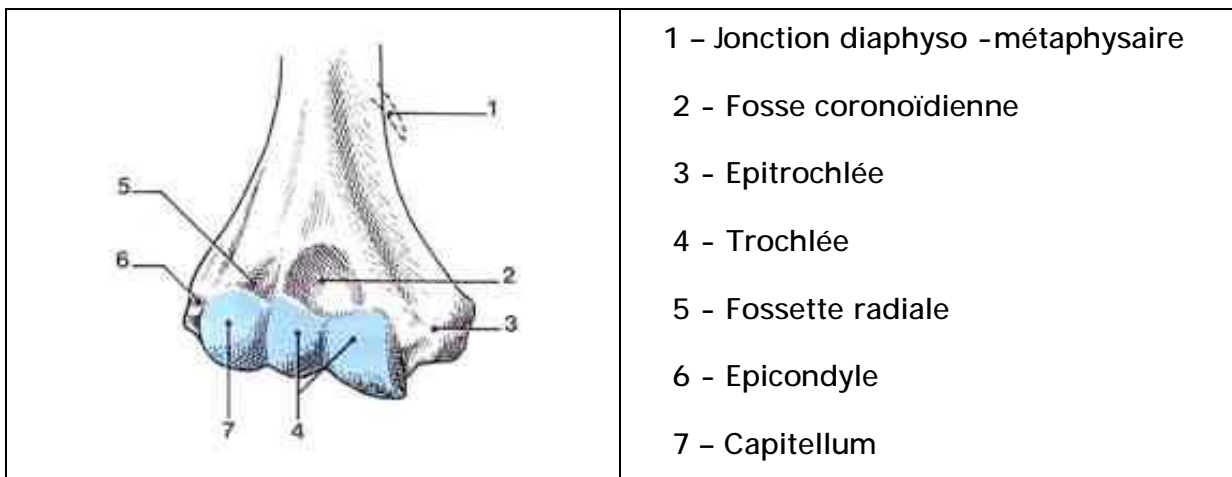 1
2
3
4
5
6
7
1 – Jonction diaphyso -métaphysaire
2 - Fosse coronoïdienne
3 - Epitrochlée
4 - Trochlée
5 - Fossette radiale
6 - Epicondyle
7 – Capitellum